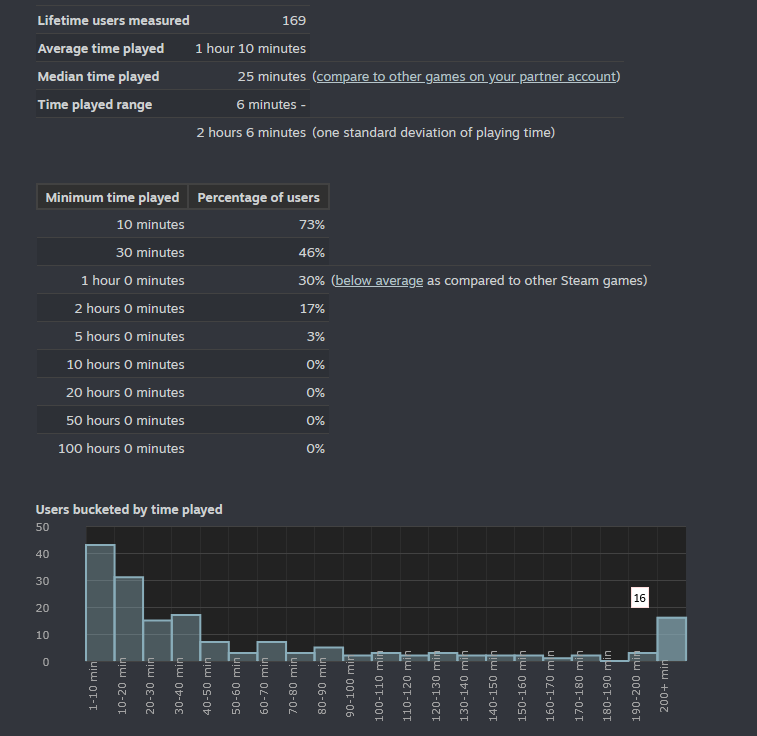 Lifetime users measured 169
Average time played 1 hour 10 minutes
Median time played 25 minutes (compare to other games on your partner account)
Time played range 6 minutes -
2 hours 6 minutes (one standard deviation of playing time)
Minimum time played Percentage of users
10 minutes 73%
30 minutes 46%
1 hour 0 minutes 30% (below average as compared to other Steam games)
2 hours 0 minutes 17%
5 hours 0 minutes 3%
10 hours 0 minutes 0%
20 hours 0 minutes 0%
50 hours 0 minutes 0%
100 hours 0 minutes 0%
Users bucketed by time played
50
40
30
20
10
0
16
1-10 min
10-20 min
20-30 min
30-40 min
40-50 min
50-60 min
60-70 min
70-80 min
80-90 min
90-100 min
100-110 min
110-120 min
120-130 min
130-140 min
140-150 min
150-160 min
160-170 min
170-180 min
180-190 min
190-200 min
200+ min